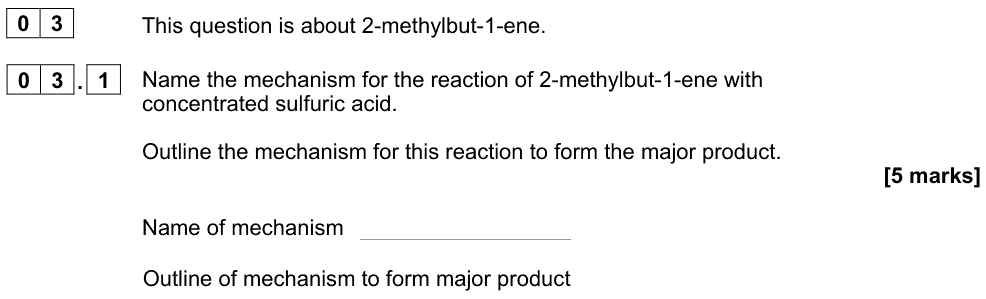 0 3 This question is about 2-methylbut-1-ene.
0 3 . 1 Name the mechanism for the reaction of 2-methylbut-1-ene with
concentrated sulfuric acid.
Outline the mechanism for this reaction to form the major product.
[5 marks]
Name of mechanism
Outline of mechanism to form major product